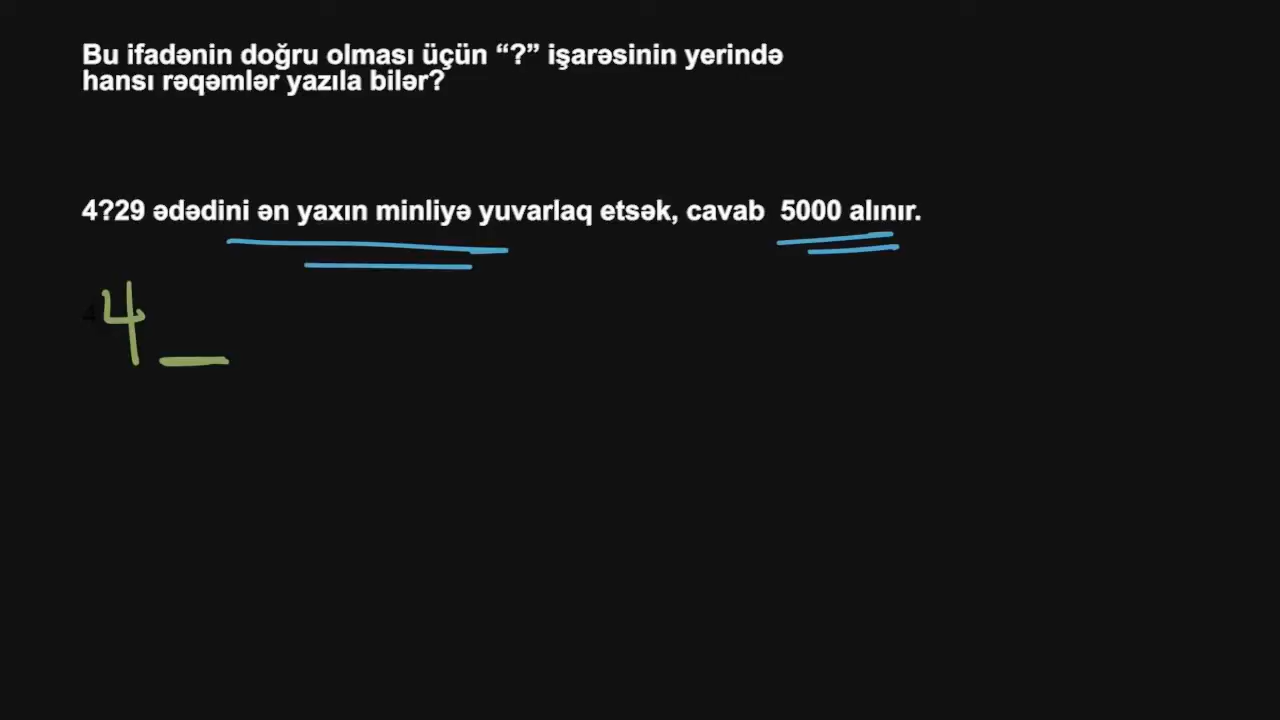 Bu ifadənin doğru olması üçün “?” işarəsinin yerində
hansı rəqəmlər yazıla bilər?
4?29 ədədini ən yaxın minliyə yuvarlaq etsək, cavab 5000 alınır.
4 _